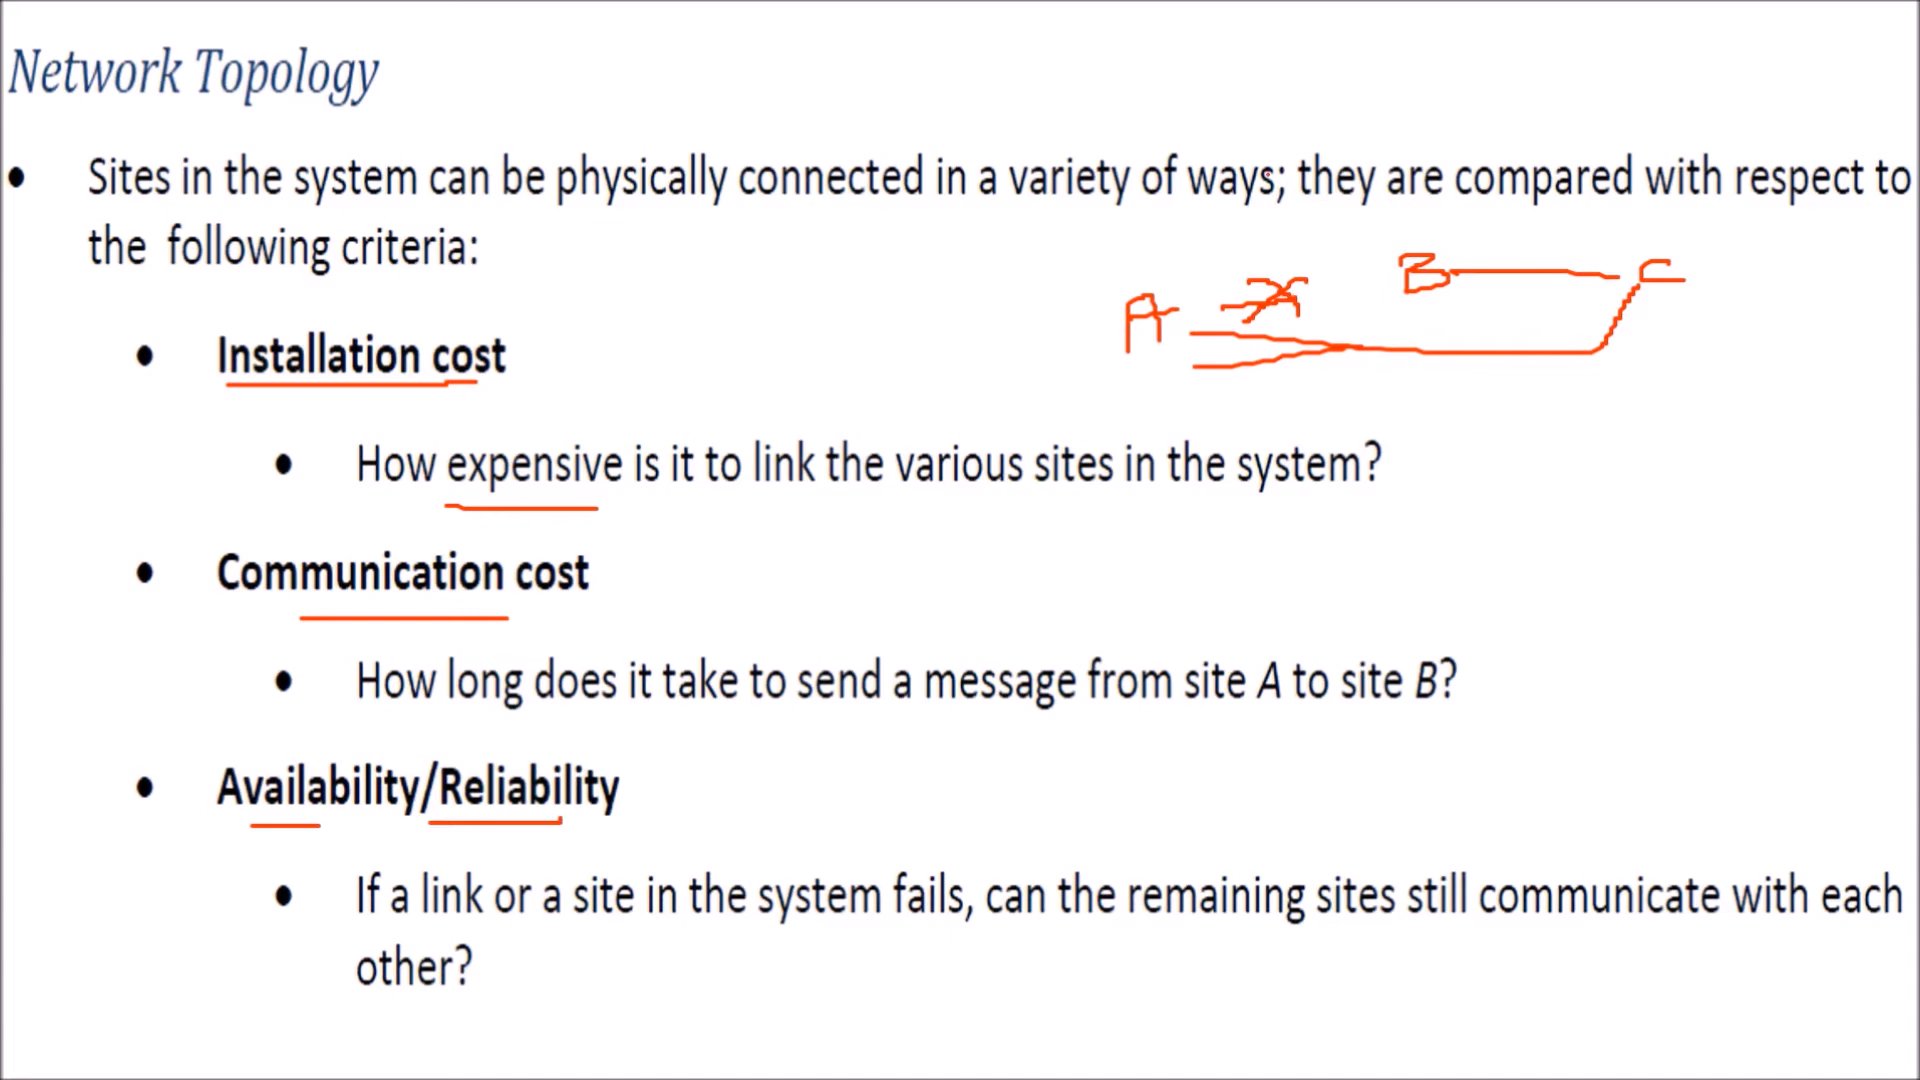 Network Topology
• Sites in the system can be physically connected in a variety of ways; they are compared with respect to
the following criteria:
A B C
• Installation cost
• How expensive is it to link the various sites in the system?
• Communication cost
• How long does it take to send a message from site A to site B?
• Availability/Reliability
• If a link or a site in the system fails, can the remaining sites still communicate with each
other?